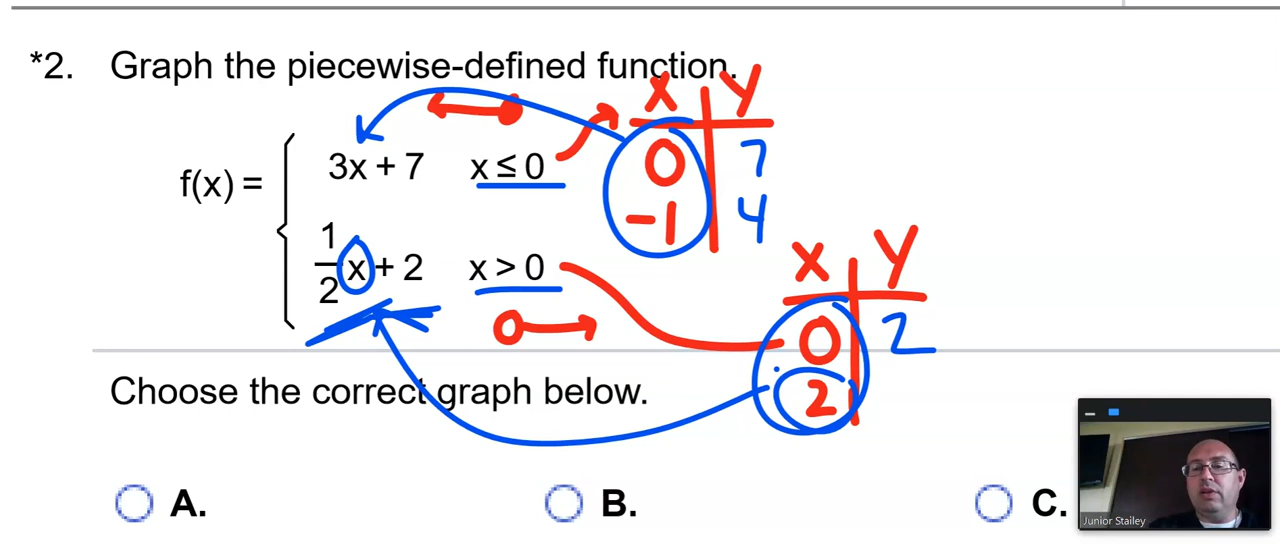 *2. Graph the piecewise-defined function.
x y
0 7
-1 4
f(x) = { 3x + 7 x ≤ 0
1/2 x + 2 x > 0
x y
0 2
2
Choose the correct graph below.
A. B. C.
Junior Stailey